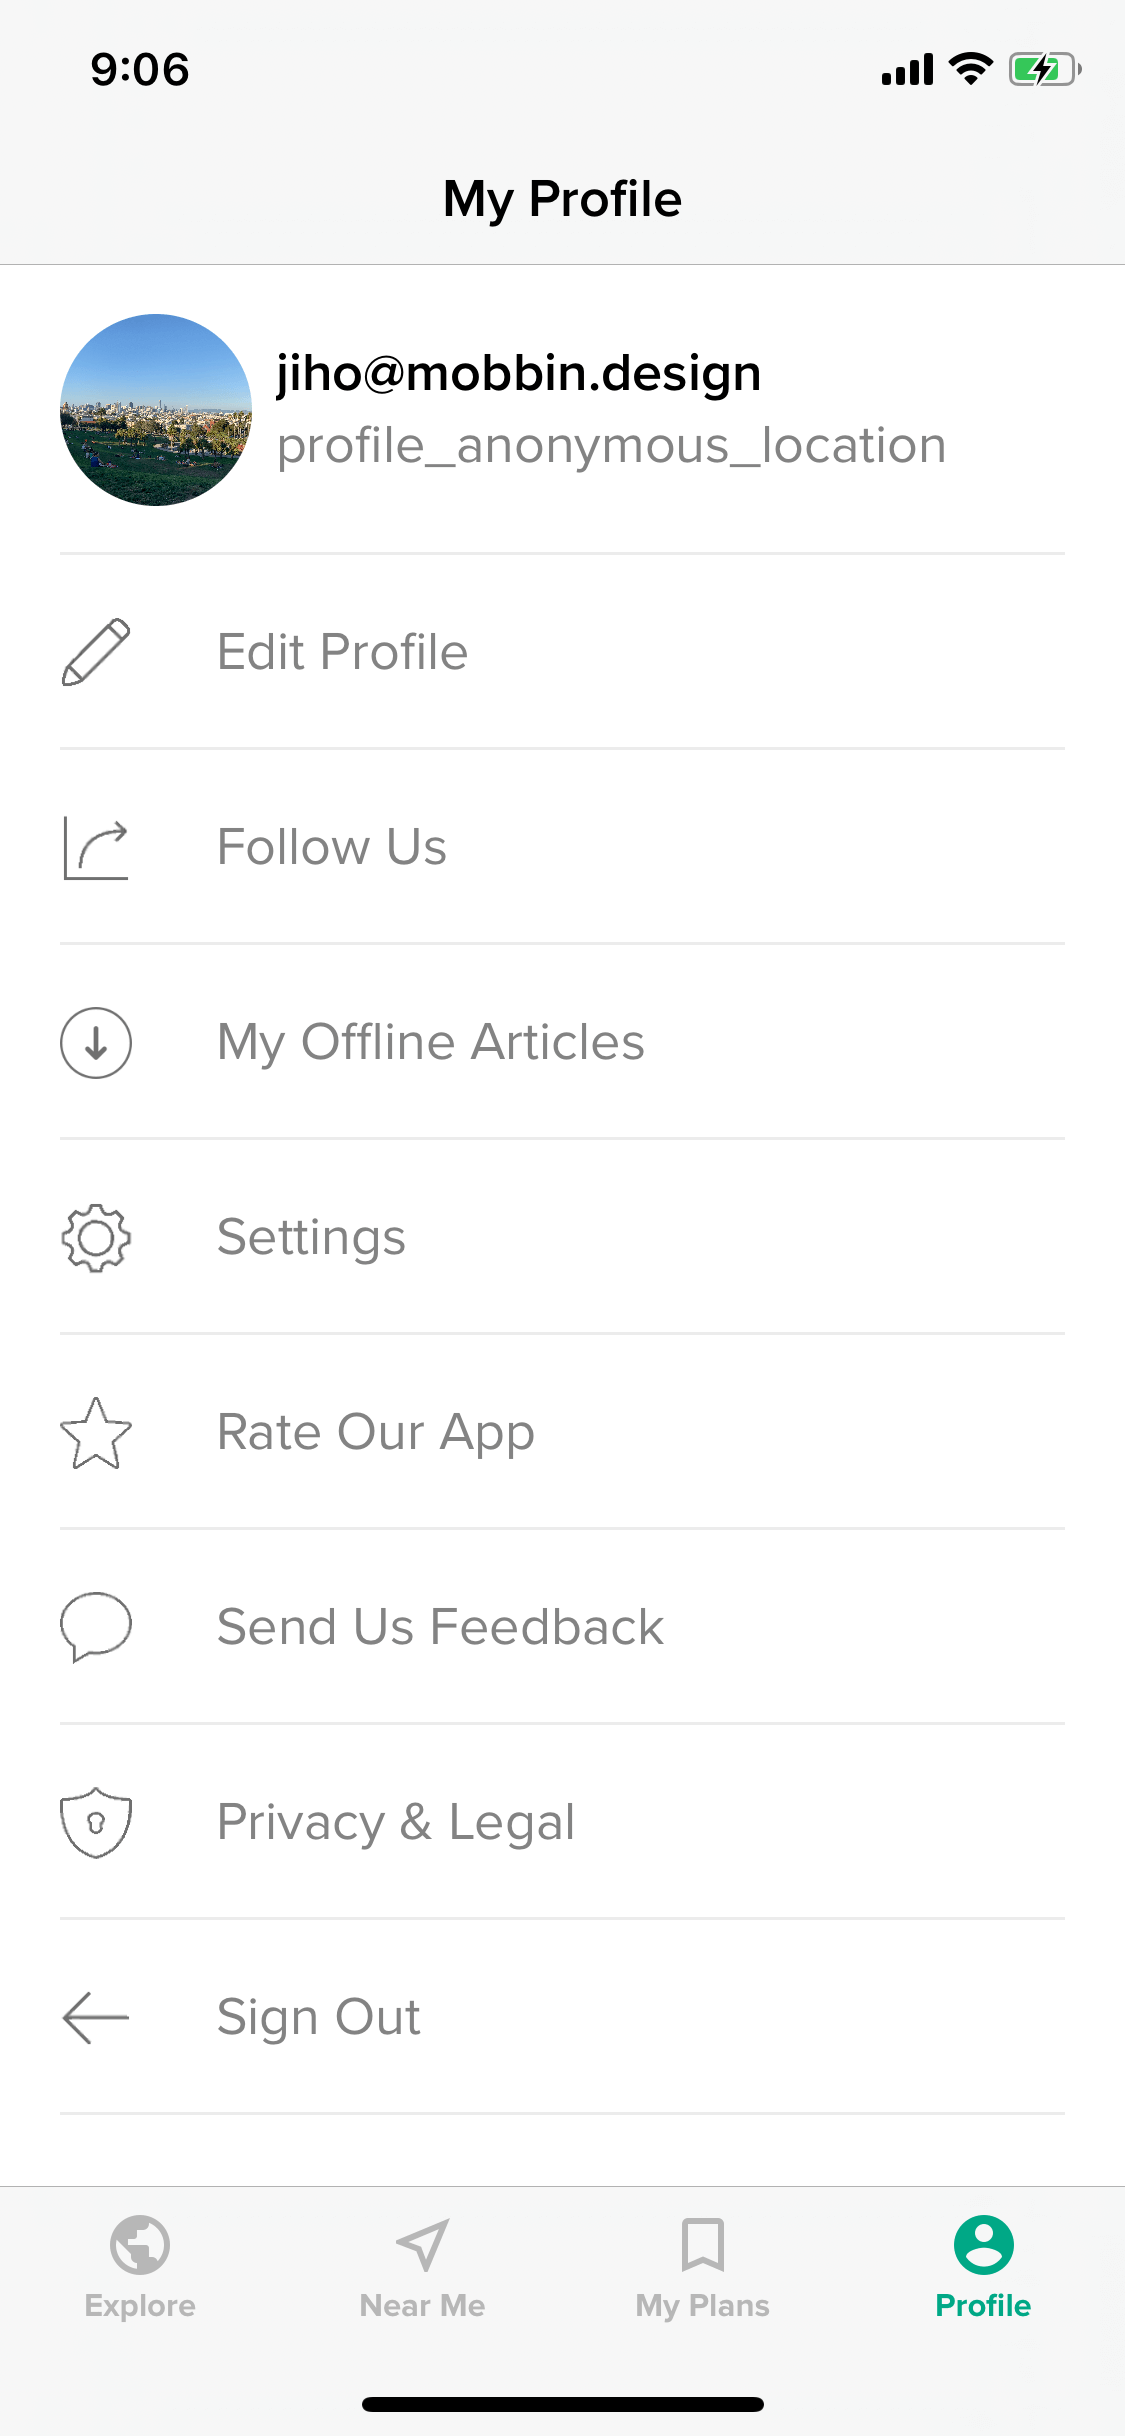 9:06
My Profile
jiho@mobbin.design
profile_anonymous_location
Edit Profile
Follow Us
My Offline Articles
Settings
Rate Our App
Send Us Feedback
Privacy & Legal
Sign Out
Explore
Near Me
My Plans
Profile